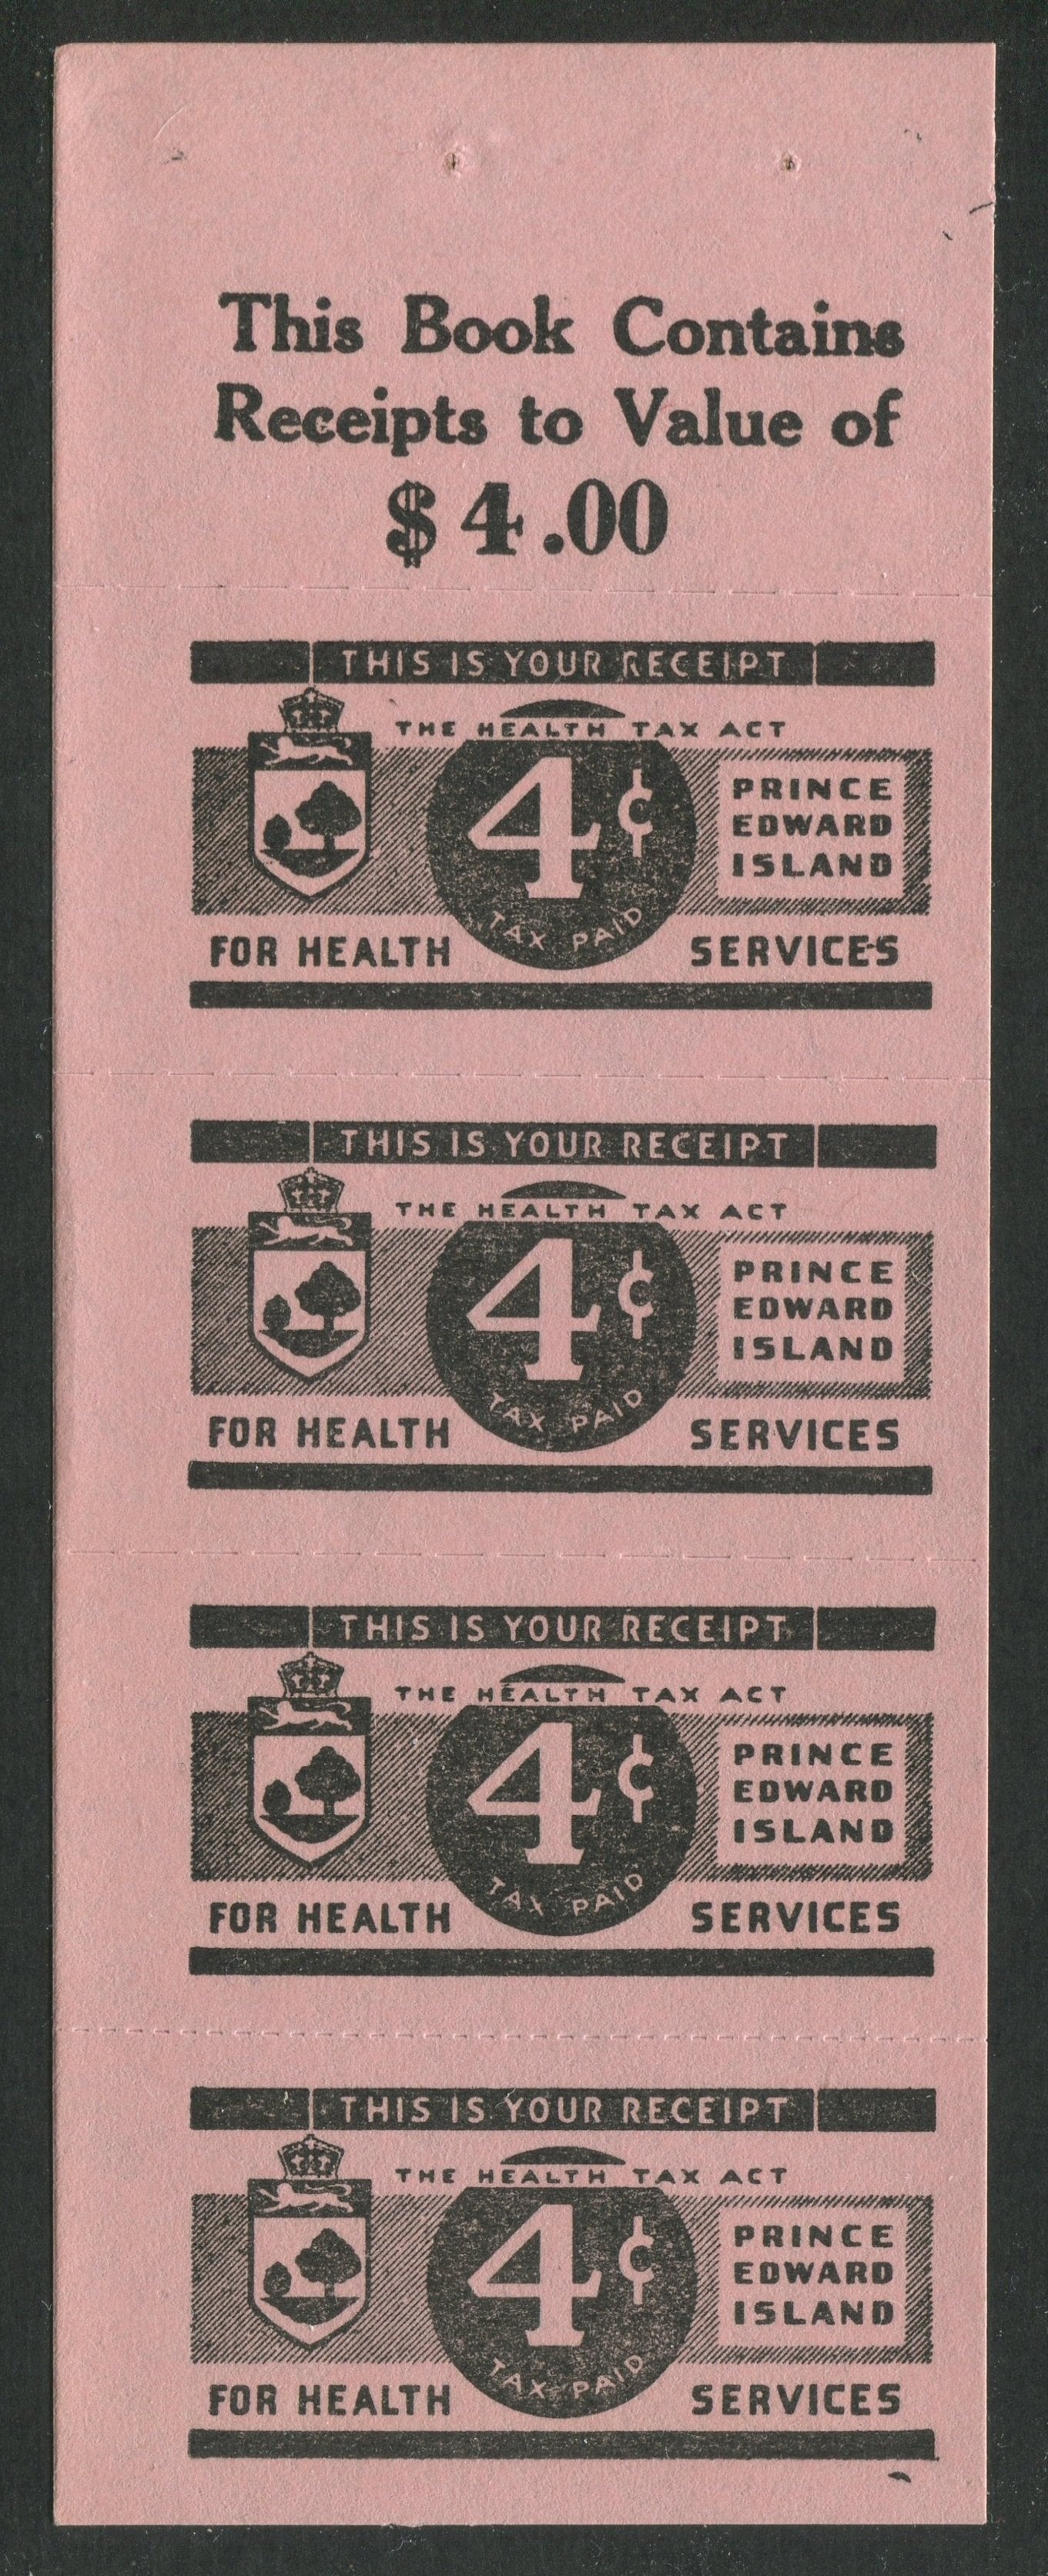 This Book Contains
Receipts to Value of
$4.00
THIS IS YOUR RECEIPT
THE HEALTH TAX ACT
4¢
PRINCE
EDWARD
ISLAND
TAX PAID
FOR HEALTH SERVICES
THIS IS YOUR RECEIPT
THE HEALTH TAX ACT
4¢
PRINCE
EDWARD
ISLAND
TAX PAID
FOR HEALTH SERVICES
THIS IS YOUR RECEIPT
THE HEALTH TAX ACT
4¢
PRINCE
EDWARD
ISLAND
TAX PAID
FOR HEALTH SERVICES
THIS IS YOUR RECEIPT
THE HEALTH TAX ACT
4¢
PRINCE
EDWARD
ISLAND
TAX PAID
FOR HEALTH SERVICES